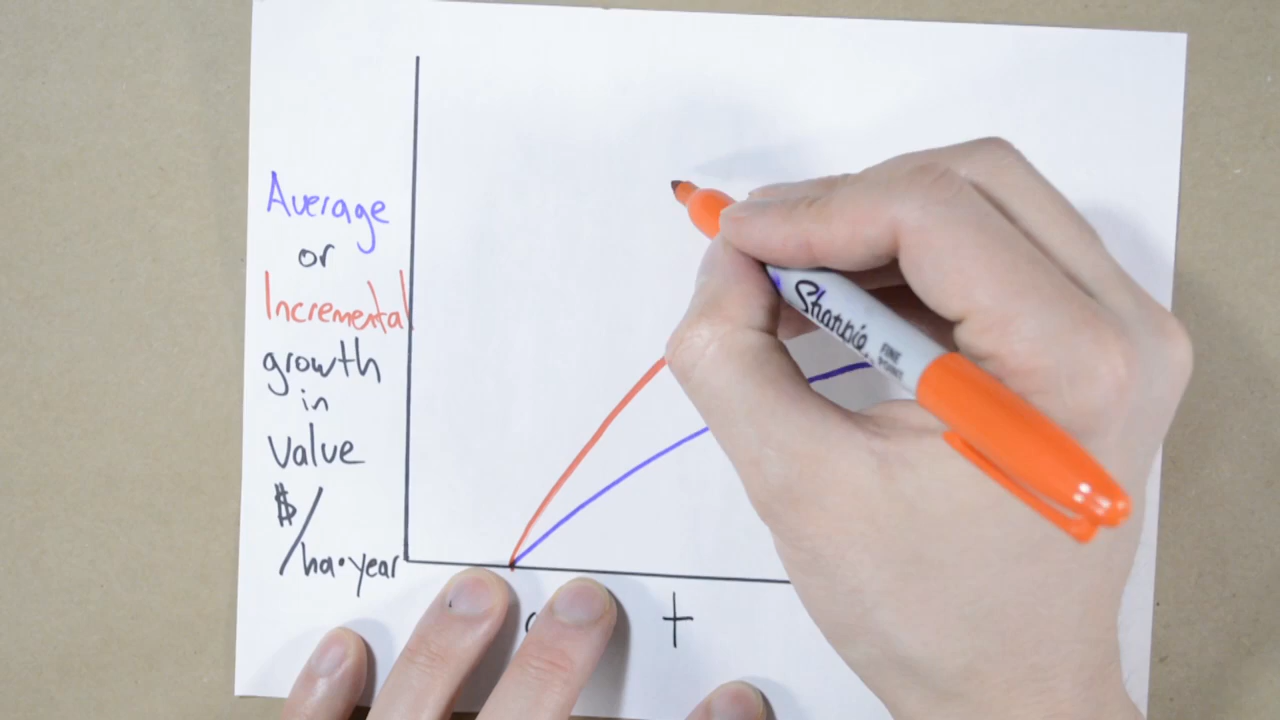 Average
or
Incremental
growth
in
Value
$/ha·year
Sharpie
FINE
POINT
t